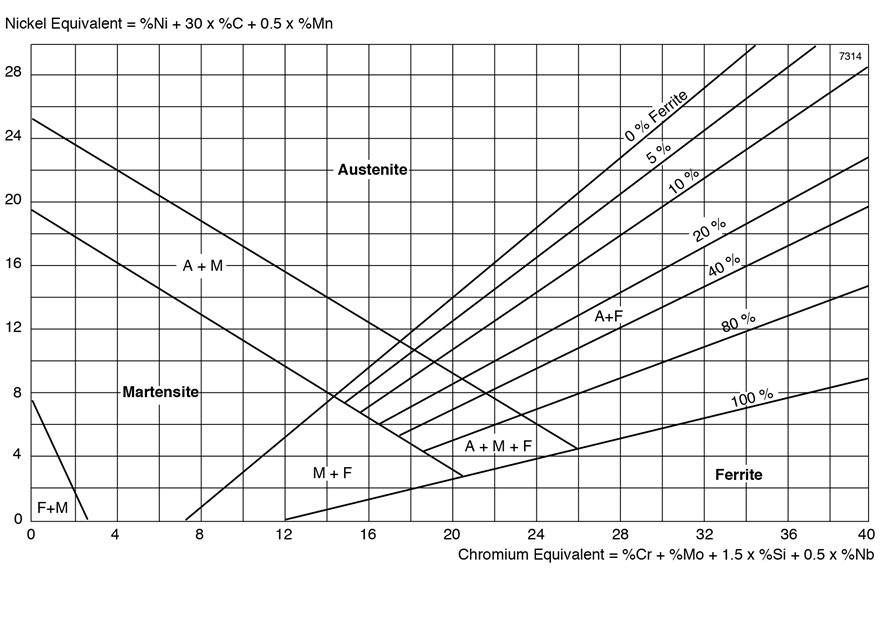 Nickel Equivalent = %Ni + 30 x %C + 0.5 x %Mn
7314
28
0 % Ferrite
24
5 %
Austenite
10 %
20
20 %
16
A + M
40 %
12
A+F
80 %
8
Martensite
100 %
4
A + M + F
M + F
Ferrite
F+M
0
0 4 8 12 16 20 24 28 32 36 40
Chromium Equivalent = %Cr + %Mo + 1.5 x %Si + 0.5 x %Nb